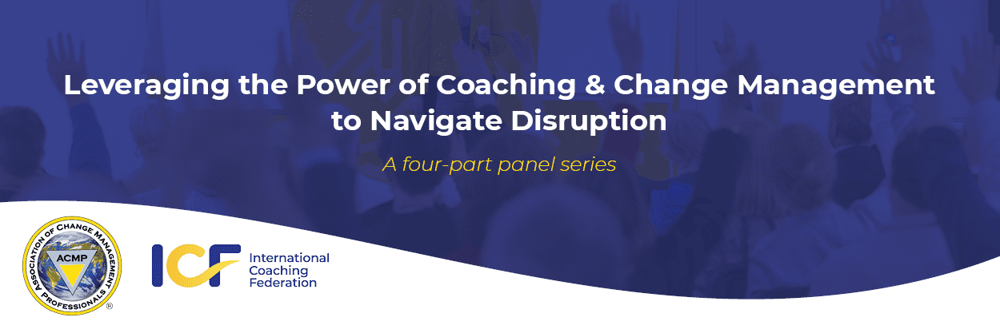 Leveraging the Power of Coaching & Change Management
to Navigate Disruption
A four-part panel series
ASSOCIATION OF CHANGE MANAGEMENT PROFESSIONALS
ACMP
®
ICF
International
Coaching
Federation